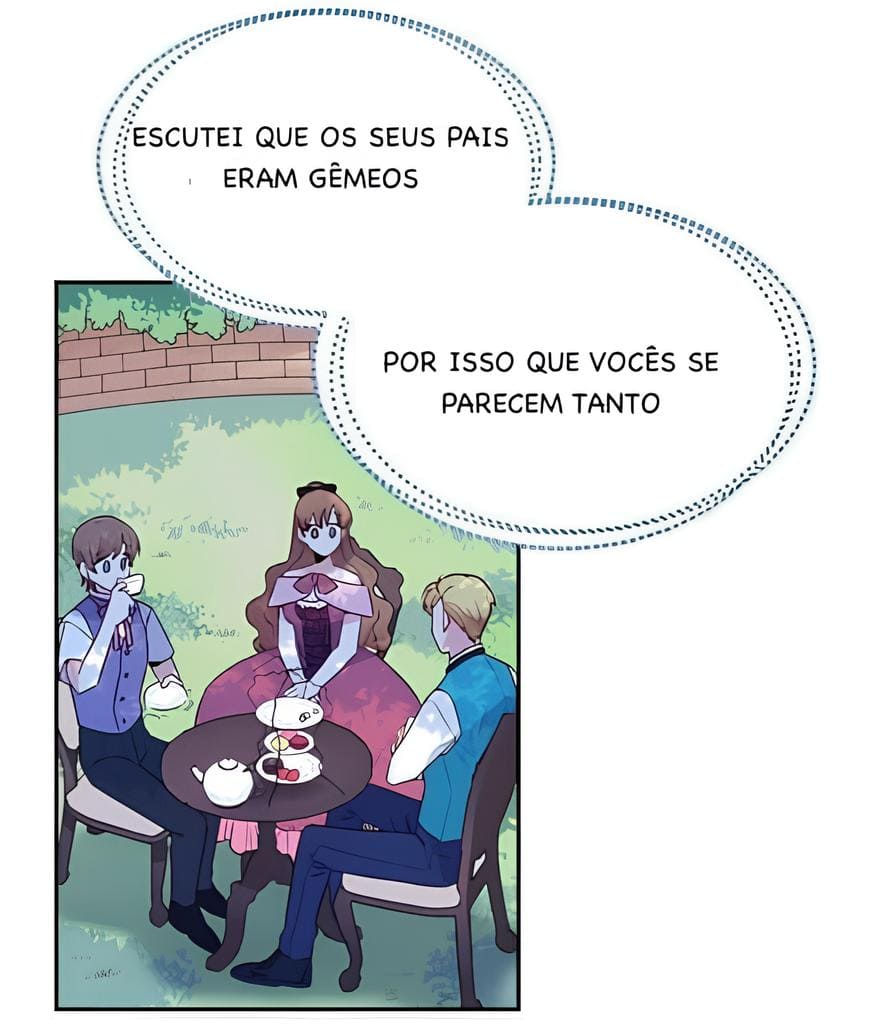 ESCUTEI QUE OS SEUS PAIS
ERAM GÊMEOS
POR ISSO QUE VOCÊS SE
PARECEM TANTO